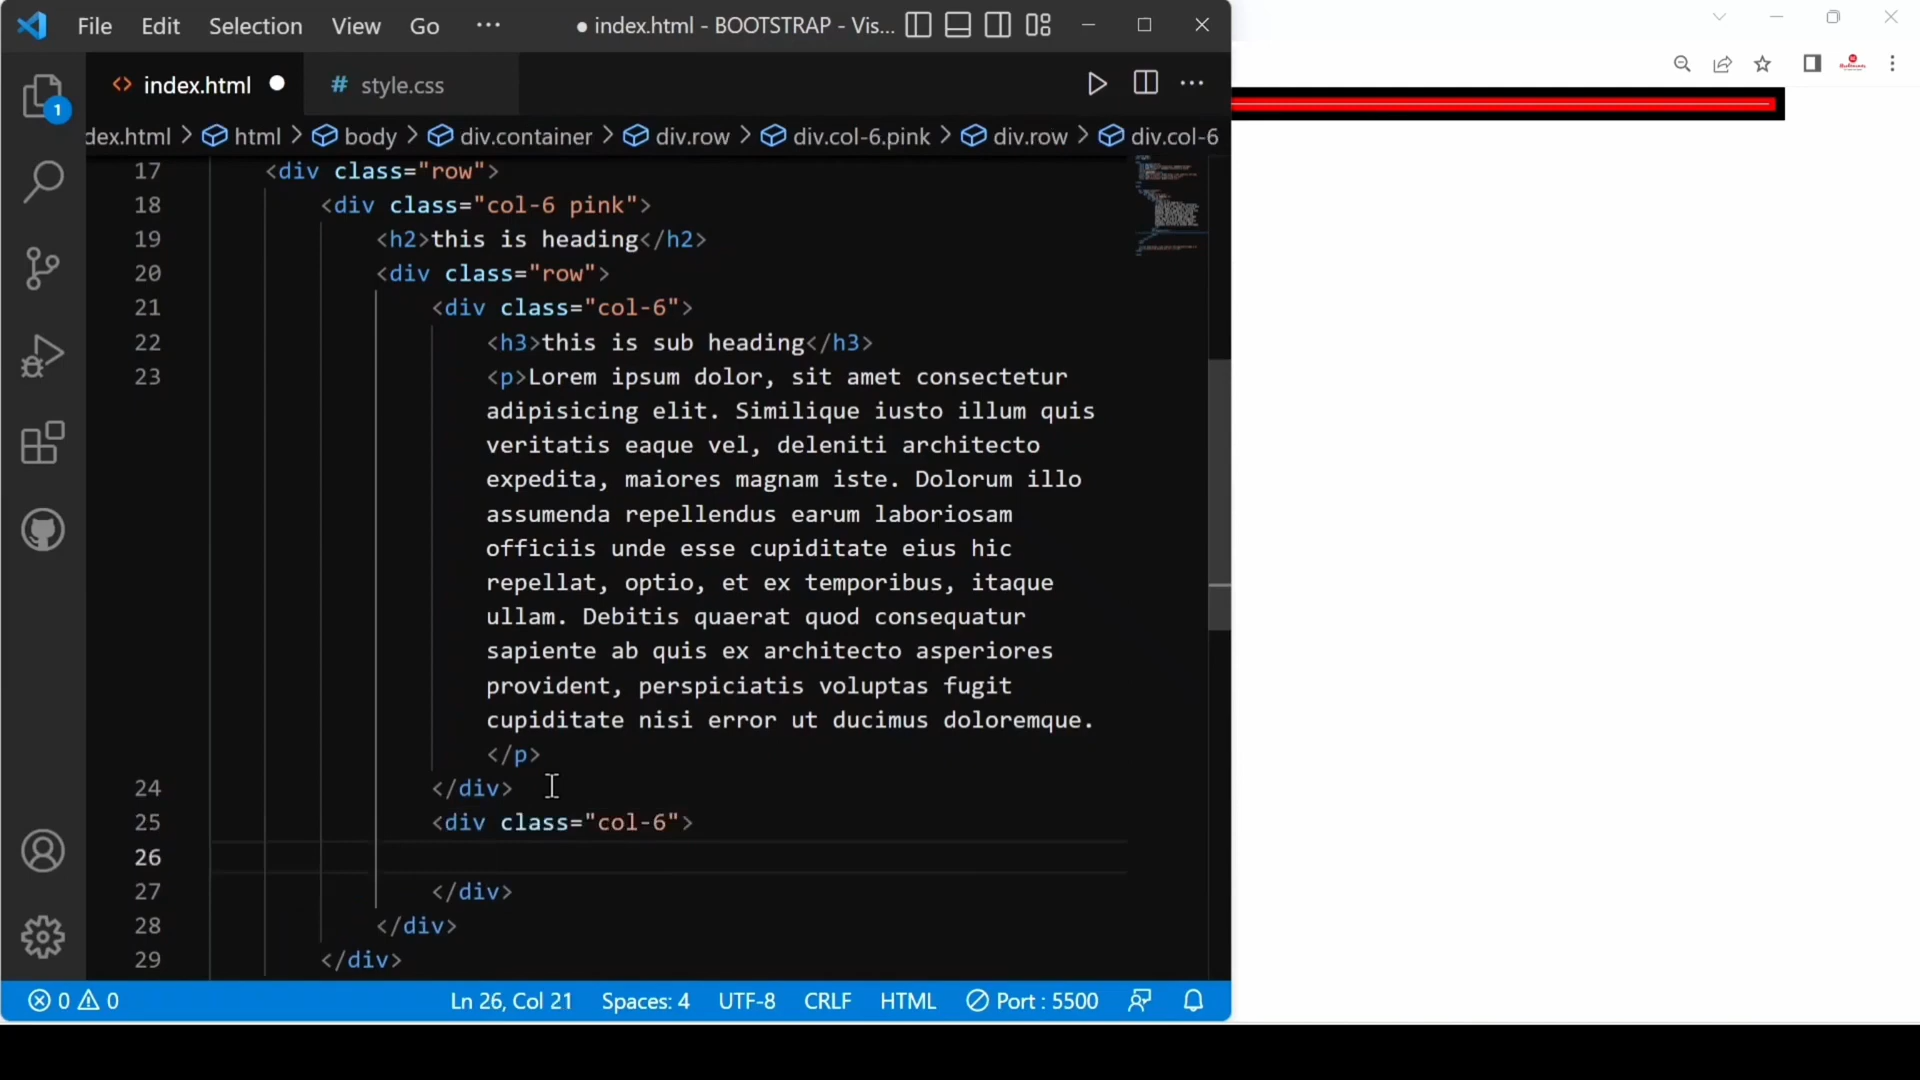 File Edit Selection View Go ··· ● index.html - BOOTSTRAP - Vis...
<> index.html ● # style.css
dex.html > html > body > div.container > div.row > div.col-6.pink > div.row > div.col-6
1
17 <div class="row">
18 <div class="col-6 pink">
19 <h2>this is heading</h2>
20 <div class="row">
21 <div class="col-6">
22 <h3>this is sub heading</h3>
23 <p>Lorem ipsum dolor, sit amet consectetur
adipisicing elit. Similique iusto illum quis
veritatis eaque vel, deleniti architecto
expedita, maiores magnam iste. Dolorum illo
assumenda repellendus earum laboriosam
officiis unde esse cupiditate eius hic
repellat, optio, et ex temporibus, itaque
ullam. Debitis quaerat quod consequatur
sapiente ab quis ex architecto asperiores
provident, perspiciatis voluptas fugit
cupiditate nisi error ut ducimus doloremque.
</p>
24 </div>
25 <div class="col-6">
26
27 </div>
28 </div>
29 </div>
0 0 Ln 26, Col 21 Spaces: 4 UTF-8 CRLF HTML Port : 5500